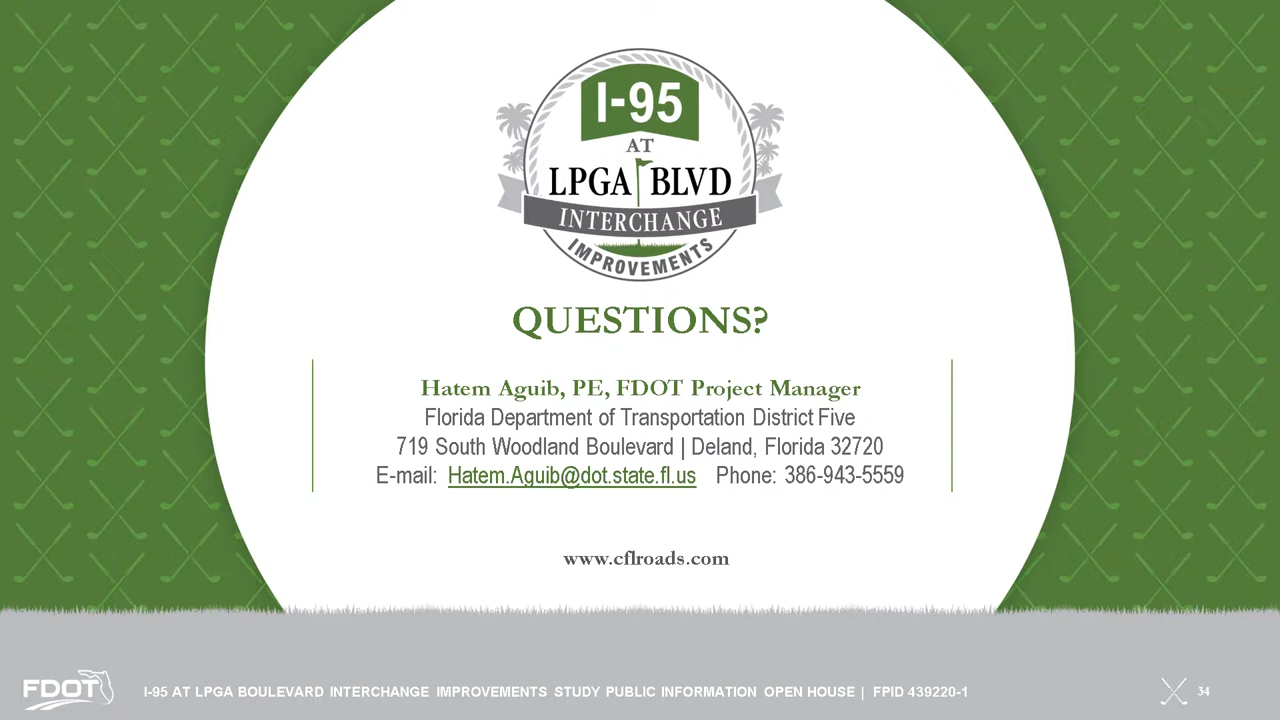 I-95
AT
LPGA BLVD
INTERCHANGE
IMPROVEMENTS
QUESTIONS?
Hatem Aguib, PE, FDOT Project Manager
Florida Department of Transportation District Five
719 South Woodland Boulevard | Deland, Florida 32720
E-mail: Hatem.Aguib@dot.state.fl.us Phone: 386-943-5559
www.cflroads.com
FDOT I-95 AT LPGA BOULEVARD INTERCHANGE IMPROVEMENTS STUDY PUBLIC INFORMATION OPEN HOUSE | FPID 439220-1 34